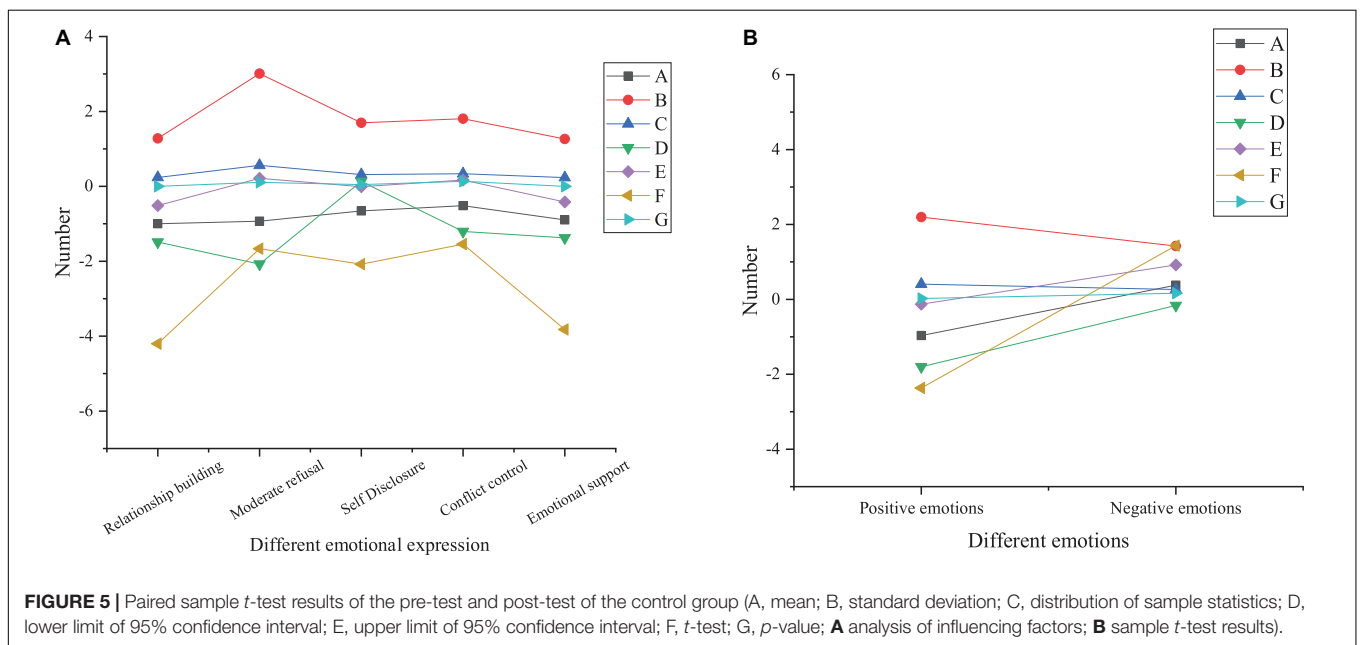 A
4
2
0
-2
-4
-6
Number
Relationship building
Moderate refusal
Self Disclosure
Conflict control
Emotional support
Different emotional expression
A
B
C
D
E
F
G
B
6
4
2
0
-2
-4
Number
Positive emotions
Negative emotions
Different emotions
A
B
C
D
E
F
G
FIGURE 5 | Paired sample t-test results of the pre-test and post-test of the control group (A, mean; B, standard deviation; C, distribution of sample statistics; D,
lower limit of 95% confidence interval; E, upper limit of 95% confidence interval; F, t-test; G, p-value; A analysis of influencing factors; B sample t-test results).